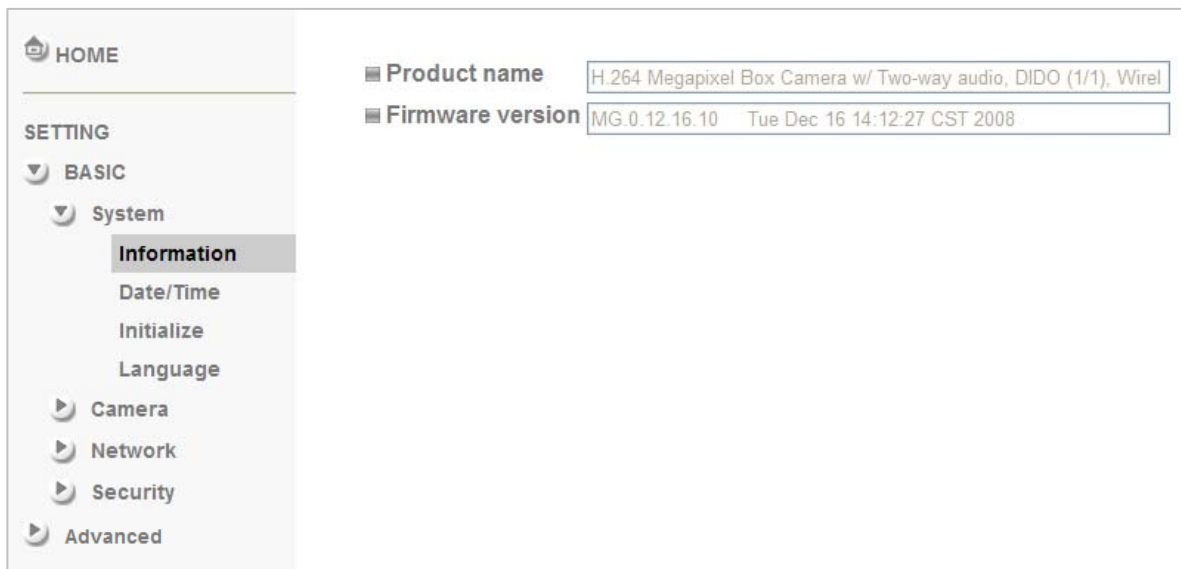 HOME
SETTING
BASIC
System
Information
Date/Time
Initialize
Language
Camera
Network
Security
Advanced
Product name H.264 Megapixel Box Camera w/ Two-way audio, DIDO (1/1), Wirel
Firmware version MG.0.12.16.10 Tue Dec 16 14:12:27 CST 2008